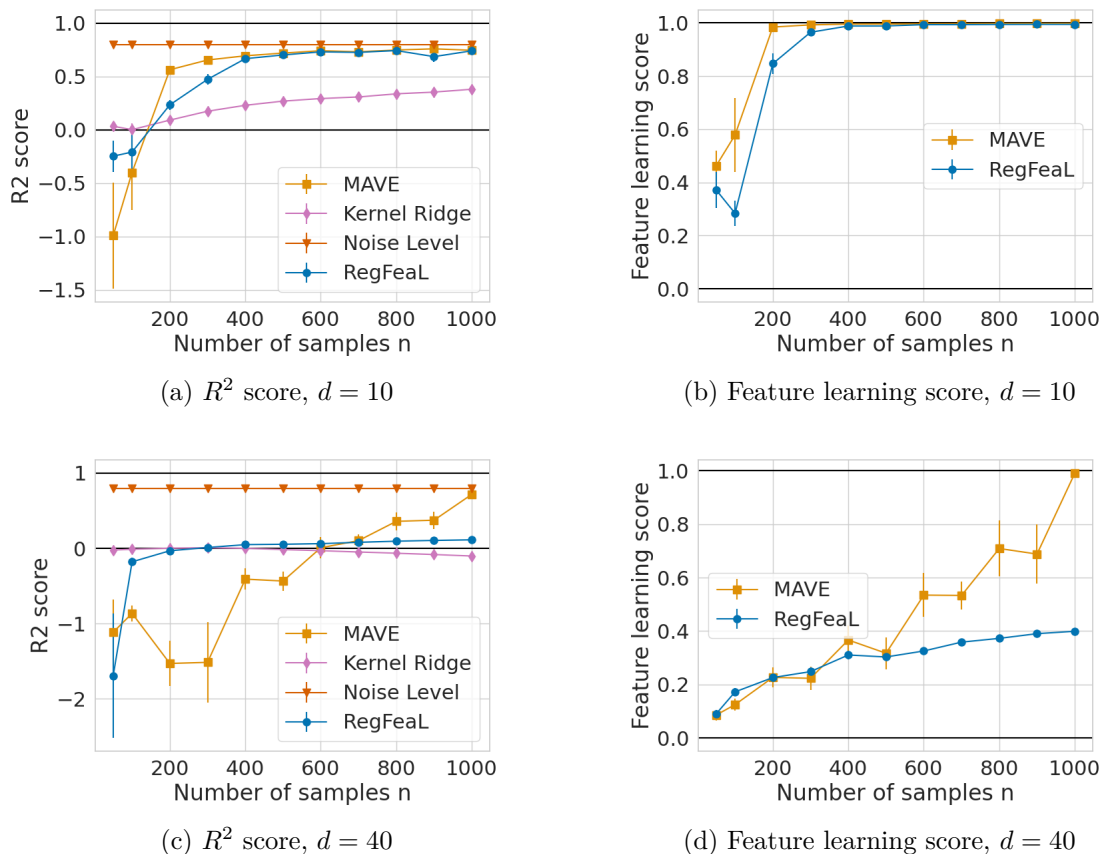 1.0
0.5
0.0
−0.5
−1.0
−1.5
R2 score
MAVE
Kernel Ridge
Noise Level
RegFeaL
200 400 600 800 1000
Number of samples n
(a) R² score, d = 10
1.0
0.8
0.6
0.4
0.2
0.0
Feature learning score
MAVE
RegFeaL
200 400 600 800 1000
Number of samples n
(b) Feature learning score, d = 10
1
0
−1
−2
R2 score
MAVE
Kernel Ridge
Noise Level
RegFeaL
200 400 600 800 1000
Number of samples n
(c) R² score, d = 40
1.0
0.8
0.6
0.4
0.2
0.0
Feature learning score
MAVE
RegFeaL
200 400 600 800 1000
Number of samples n
(d) Feature learning score, d = 40